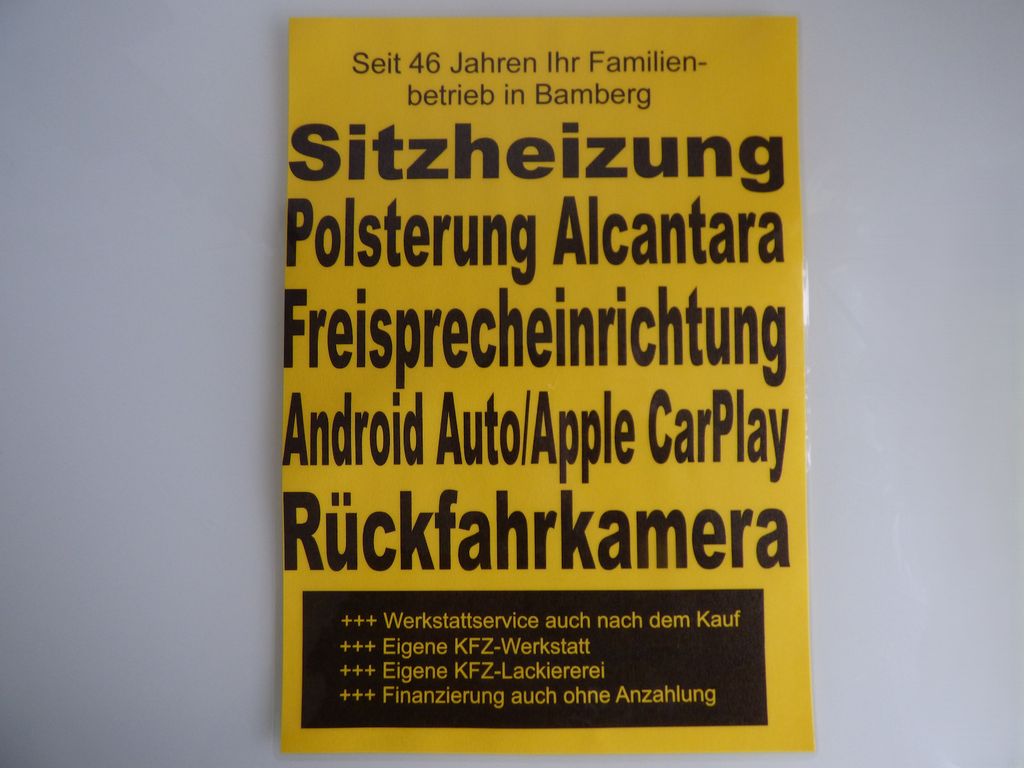 Seit 46 Jahren Ihr Familien-
betrieb in Bamberg
Sitzheizung
Polsterung Alcantara
Freisprecheinrichtung
Android Auto/Apple CarPlay
Rückfahrkamera
+++ Werkstattservice auch nach dem Kauf
+++ Eigene KFZ-Werkstatt
+++ Eigene KFZ-Lackiererei
+++ Finanzierung auch ohne Anzahlung